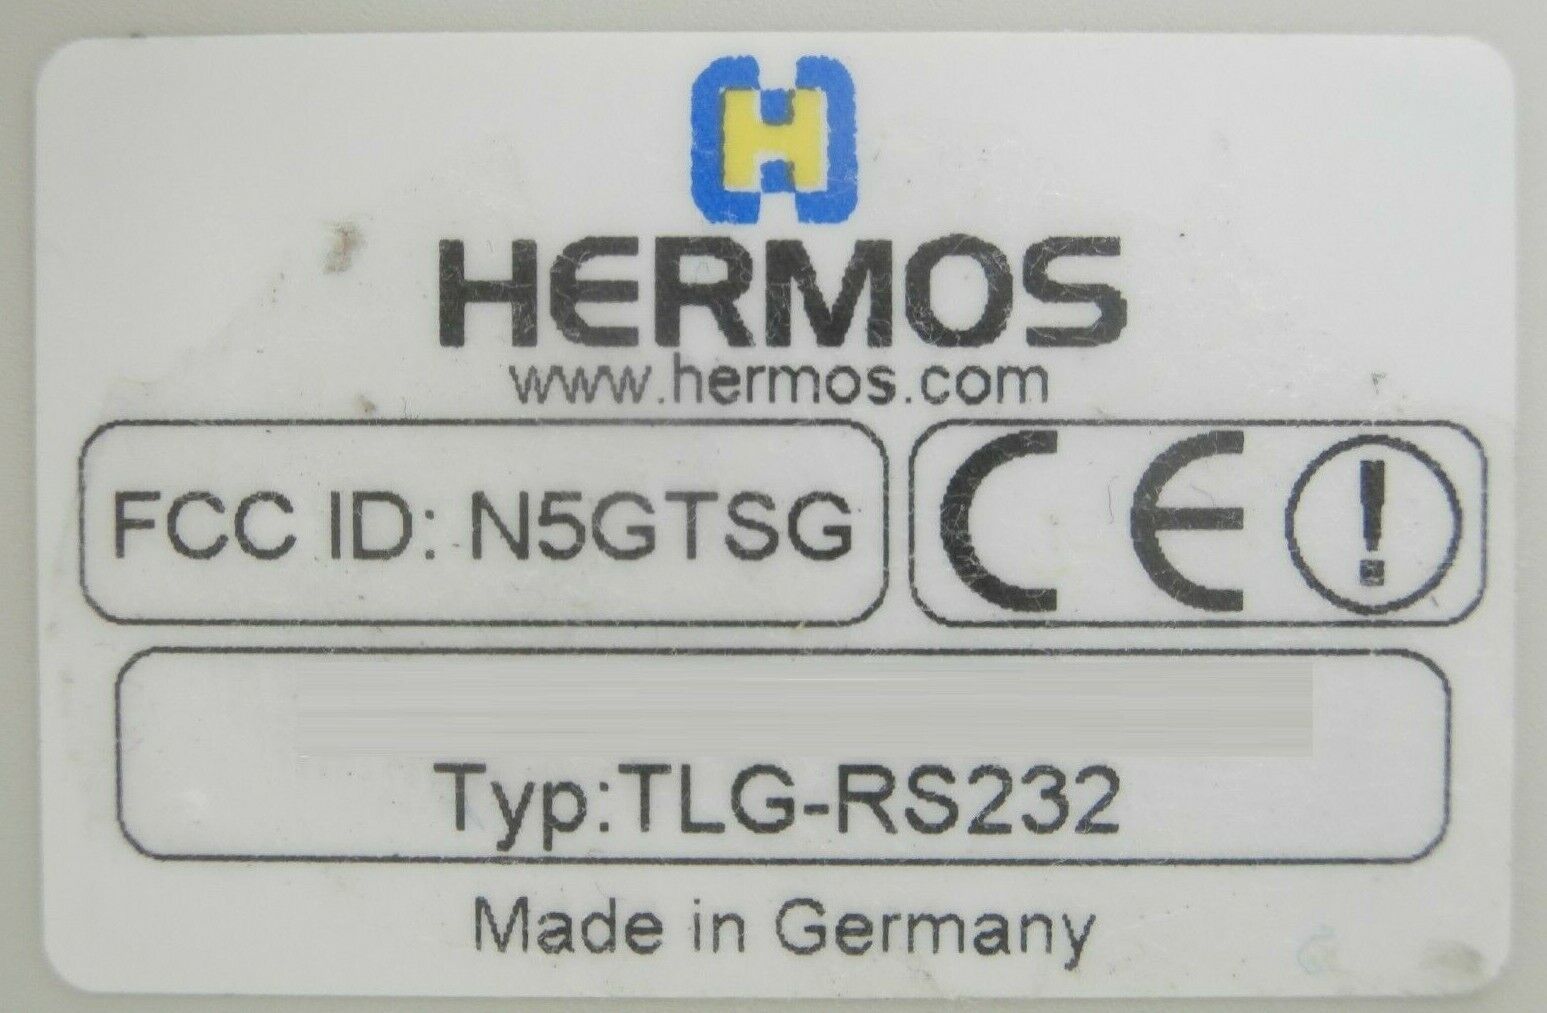 H
HERMOS
www.hermos.com
FCC ID: N5GTSG
CE !
Typ:TLG-RS232
Made in Germany